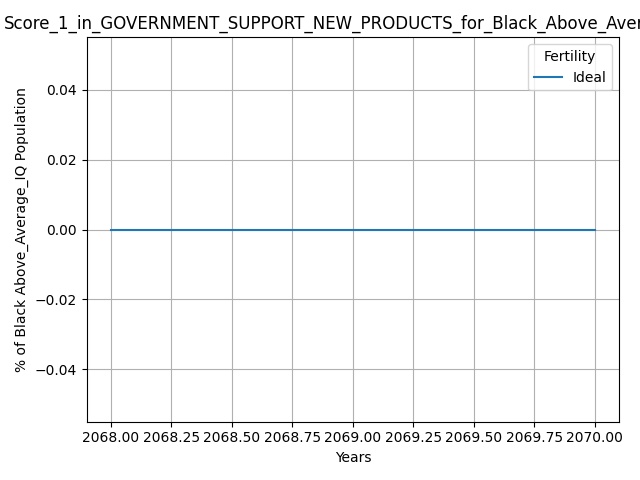 Score_1_in_GOVERNMENT_SUPPORT_NEW_PRODUCTS_for_Black_Above_Aver
Fertility
Ideal
% of Black Above_Average_IQ Population
0.04
0.02
0.00
−0.02
−0.04
2068.00 2068.25 2068.50 2068.75 2069.00 2069.25 2069.50 2069.75 2070.00
Years